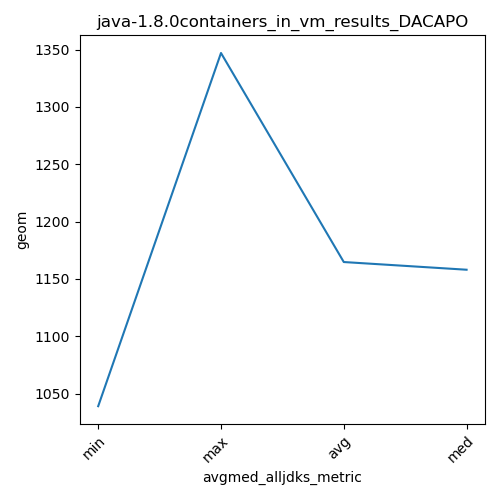 java-1.8.0containers_in_vm_results_DACAPO
1350
1300
1250
1200
1150
1100
1050
geom
min
max
avg
med
avgmed_alljdks_metric